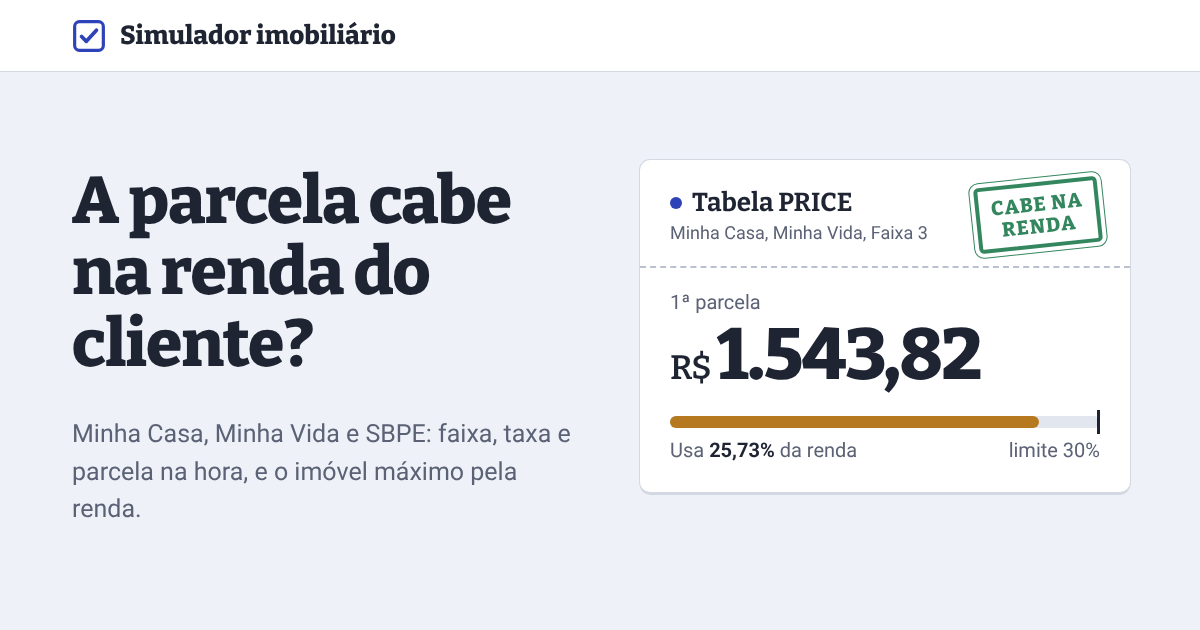 Simulador imobiliário
A parcela cabe
na renda do
cliente?
Minha Casa, Minha Vida e SBPE: faixa, taxa e
parcela na hora, e o imóvel máximo pela
renda.
Tabela PRICE
Minha Casa, Minha Vida, Faixa 3
CABE NA
RENDA
1ª parcela
R$ 1.543,82
Usa 25,73% da renda
limite 30%